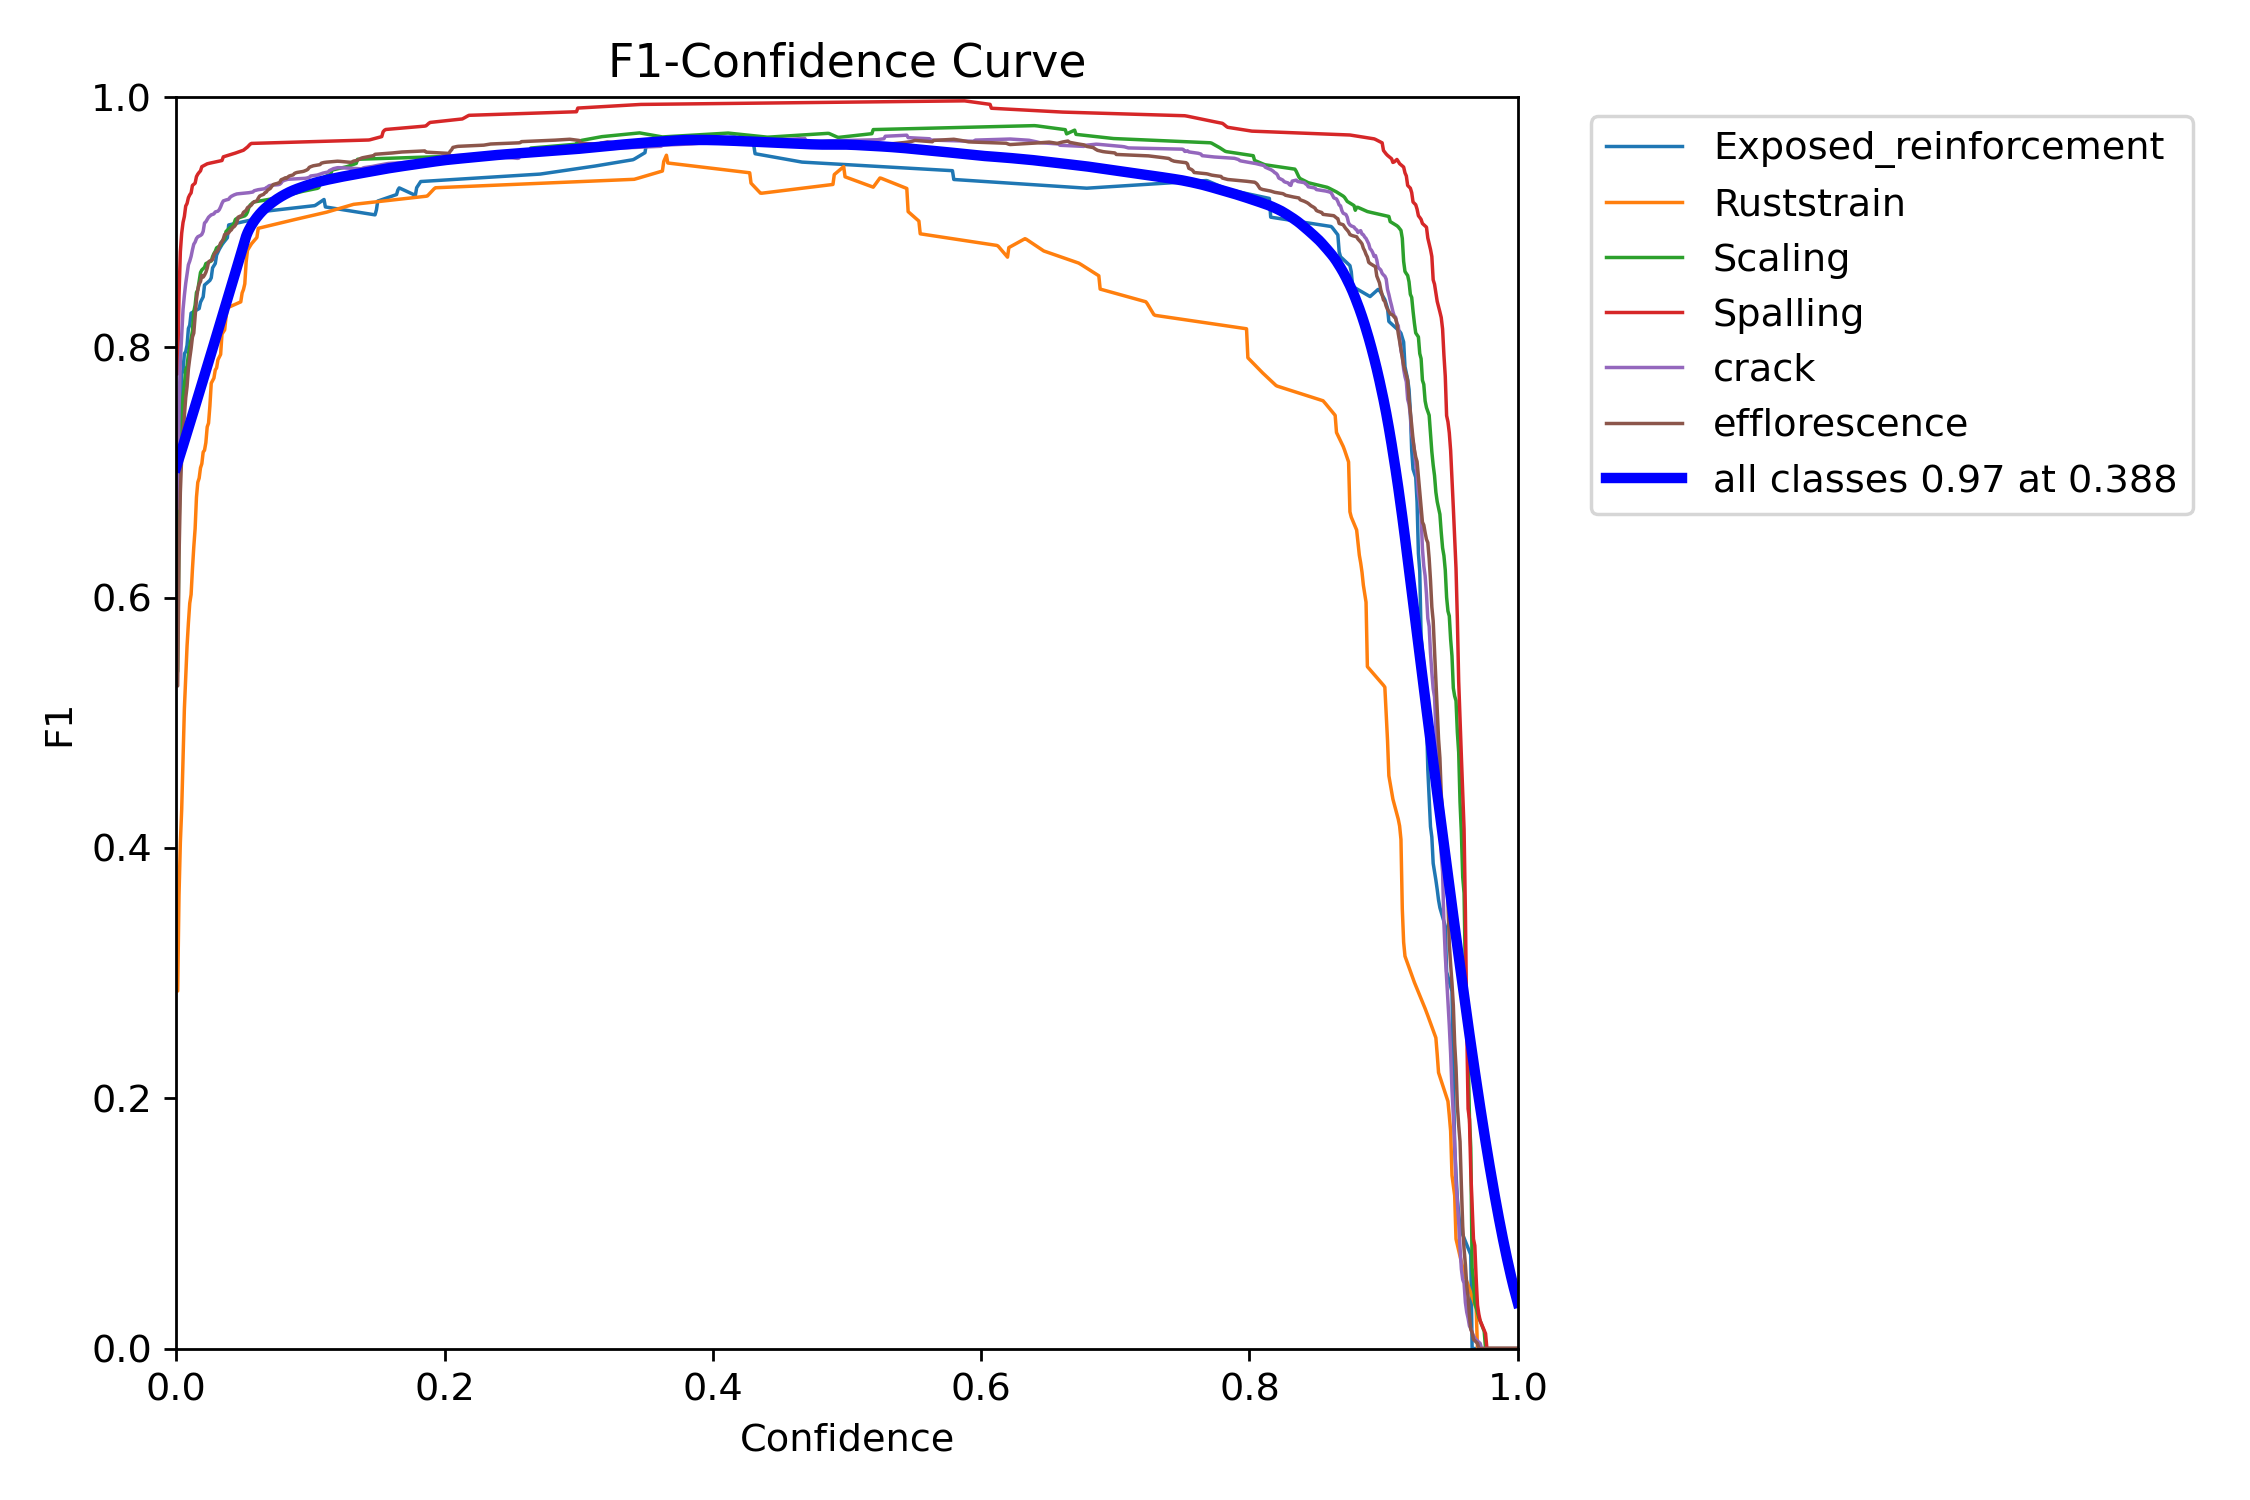 F1-Confidence Curve
1.0
0.8
0.6
0.4
0.2
0.0
F1
0.0 0.2 0.4 0.6 0.8 1.0
Confidence
Exposed_reinforcement
Ruststrain
Scaling
Spalling
crack
efflorescence
all classes 0.97 at 0.388